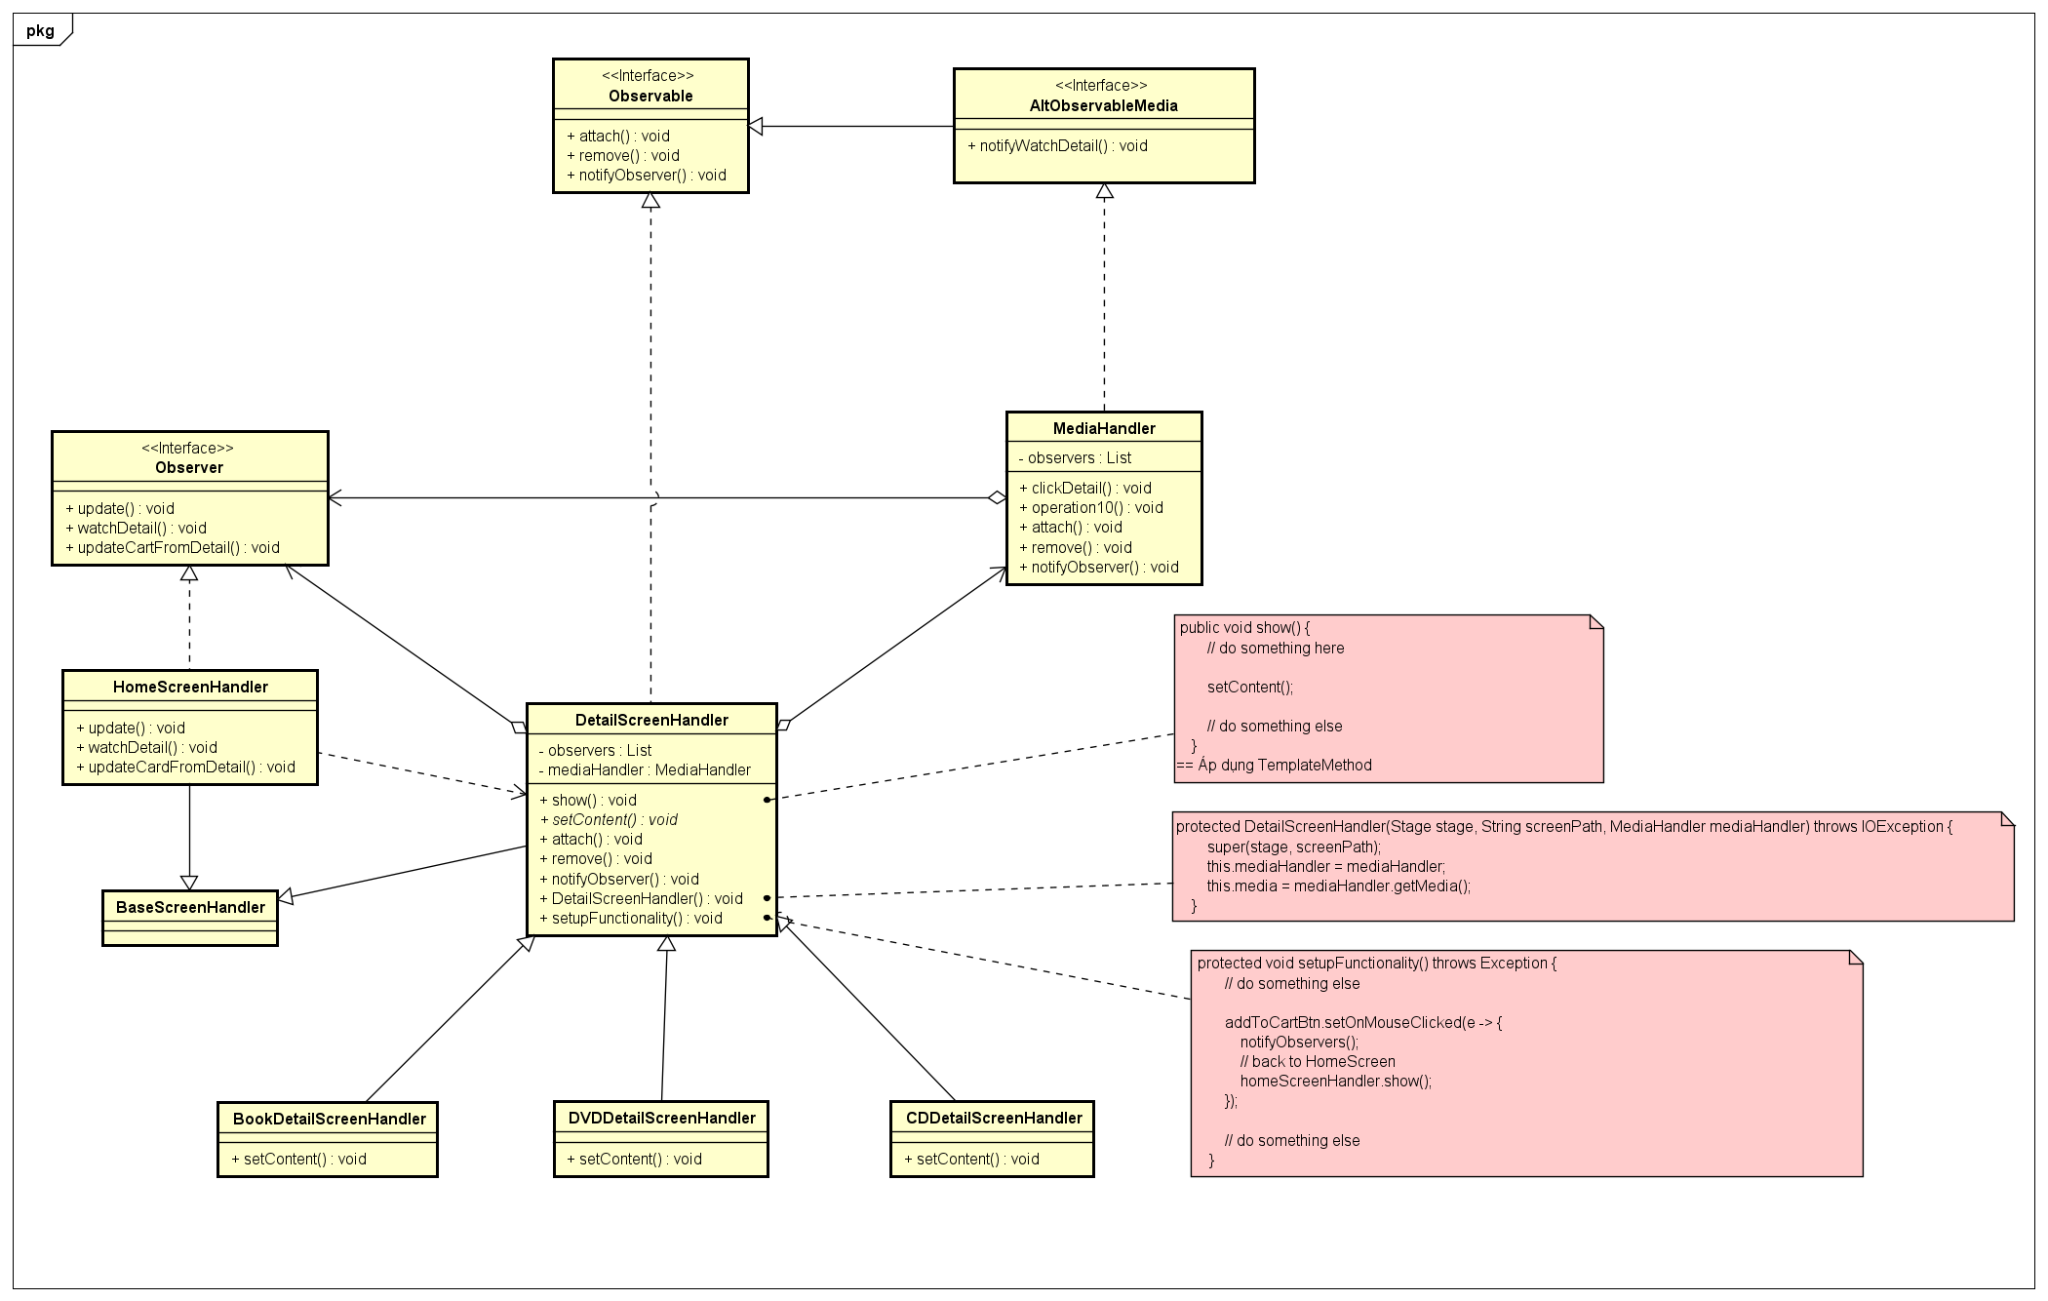 pkg
<<Interface>>
Observable
+ attach() : void
+ remove() : void
+ notifyObserver() : void
<<Interface>>
AltObservableMedia
+ notifyWatchDetail() : void
<<Interface>>
Observer
+ update() : void
+ watchDetail() : void
+ updateCartFromDetail() : void
MediaHandler
- observers : List
+ clickDetail() : void
+ operation10() : void
+ attach() : void
+ remove() : void
+ notifyObserver() : void
HomeScreenHandler
+ update() : void
+ watchDetail() : void
+ updateCardFromDetail() : void
DetailScreenHandler
- observers : List
- mediaHandler : MediaHandler
+ show() : void
+ setContent() : void
+ attach() : void
+ remove() : void
+ notifyObserver() : void
+ DetailScreenHandler() : void
+ setupFunctionality() : void
public void show() {
// do something here
setContent();
// do something else
}
== Áp dụng TemplateMethod
protected DetailScreenHandler(Stage stage, String screenPath, MediaHandler mediaHandler) throws IOException {
super(stage, screenPath);
this.mediaHandler = mediaHandler;
this.media = mediaHandler.getMedia();
}
BaseScreenHandler
protected void setupFunctionality() throws Exception {
// do something else
addToCartBtn.setOnMouseClicked(e -> {
notifyObservers();
// back to HomeScreen
homeScreenHandler.show();
});
// do something else
}
BookDetailScreenHandler
+ setContent() : void
DVDDetailScreenHandler
+ setContent() : void
CDDetailScreenHandler
+ setContent() : void